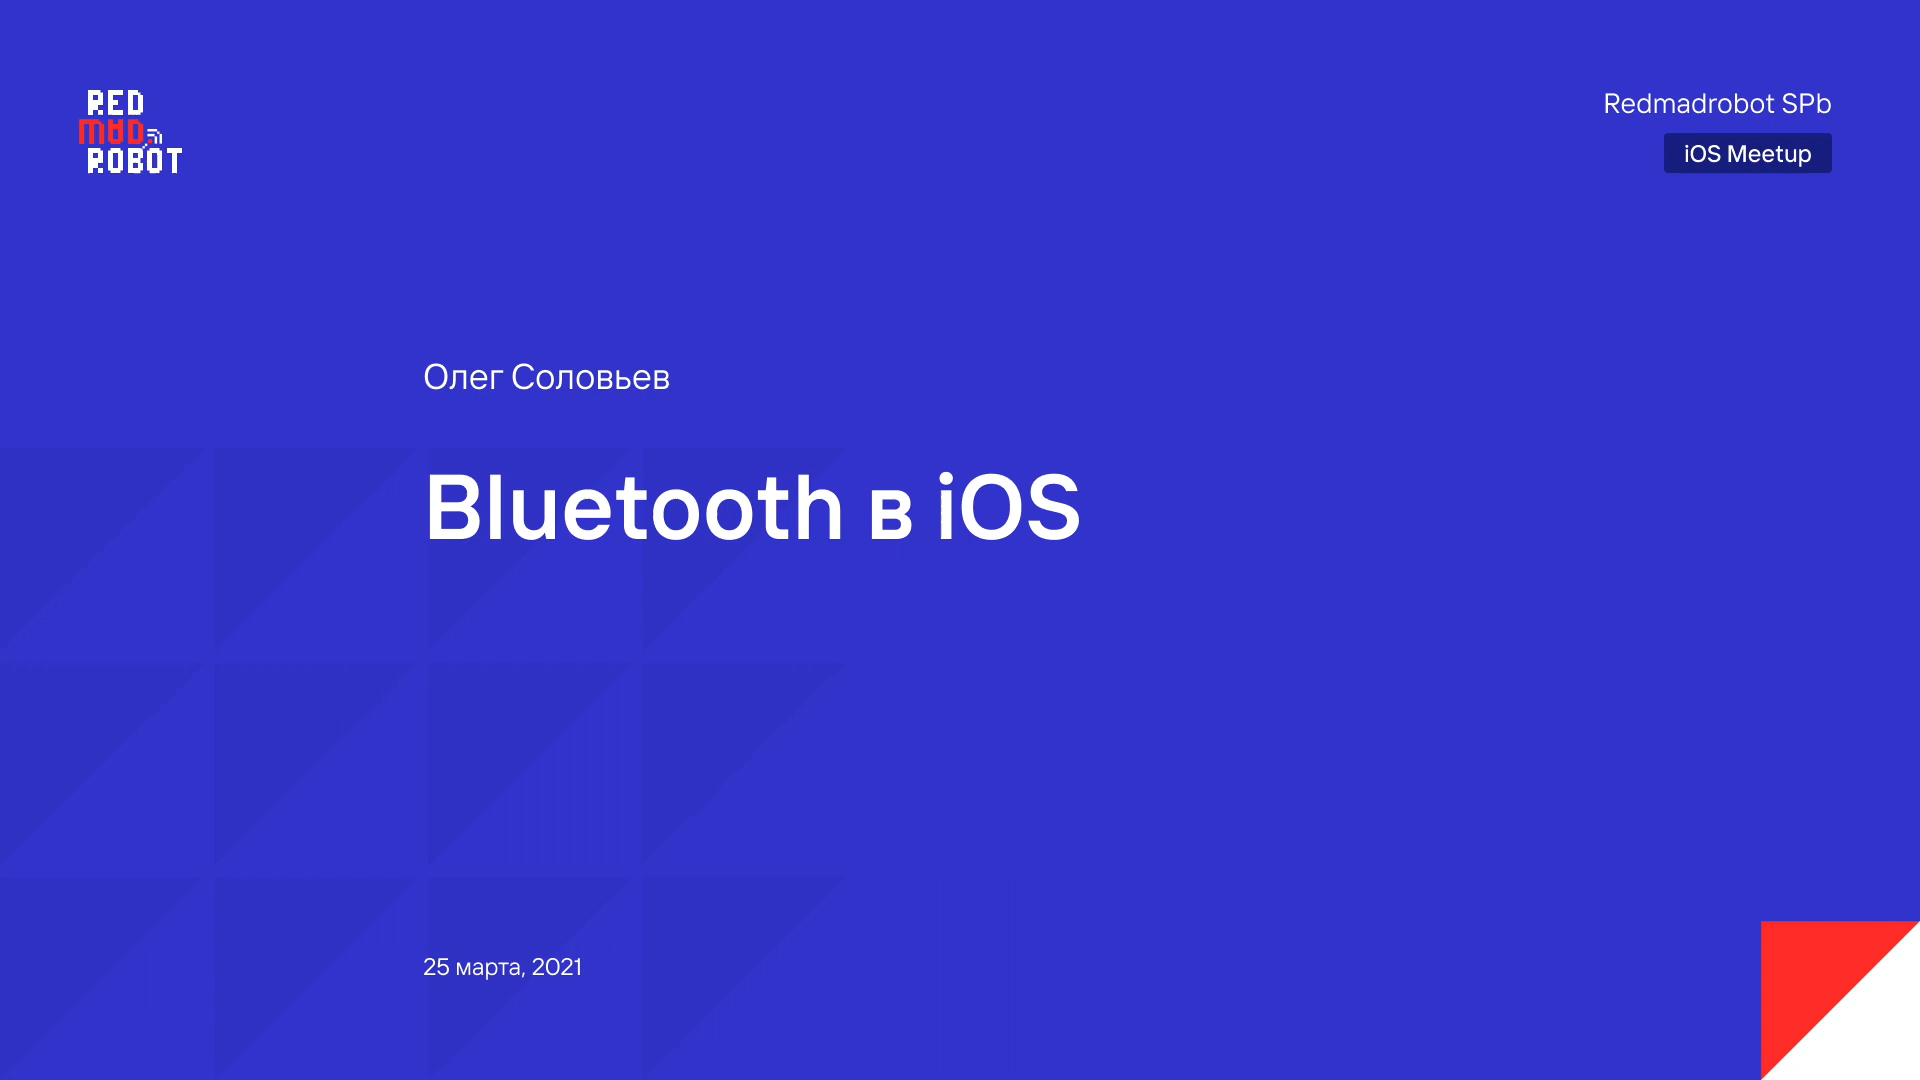 RED
MAD
ROBOT
Redmadrobot SPb
iOS Meetup
Олег Соловьев
Bluetooth в iOS
25 марта, 2021